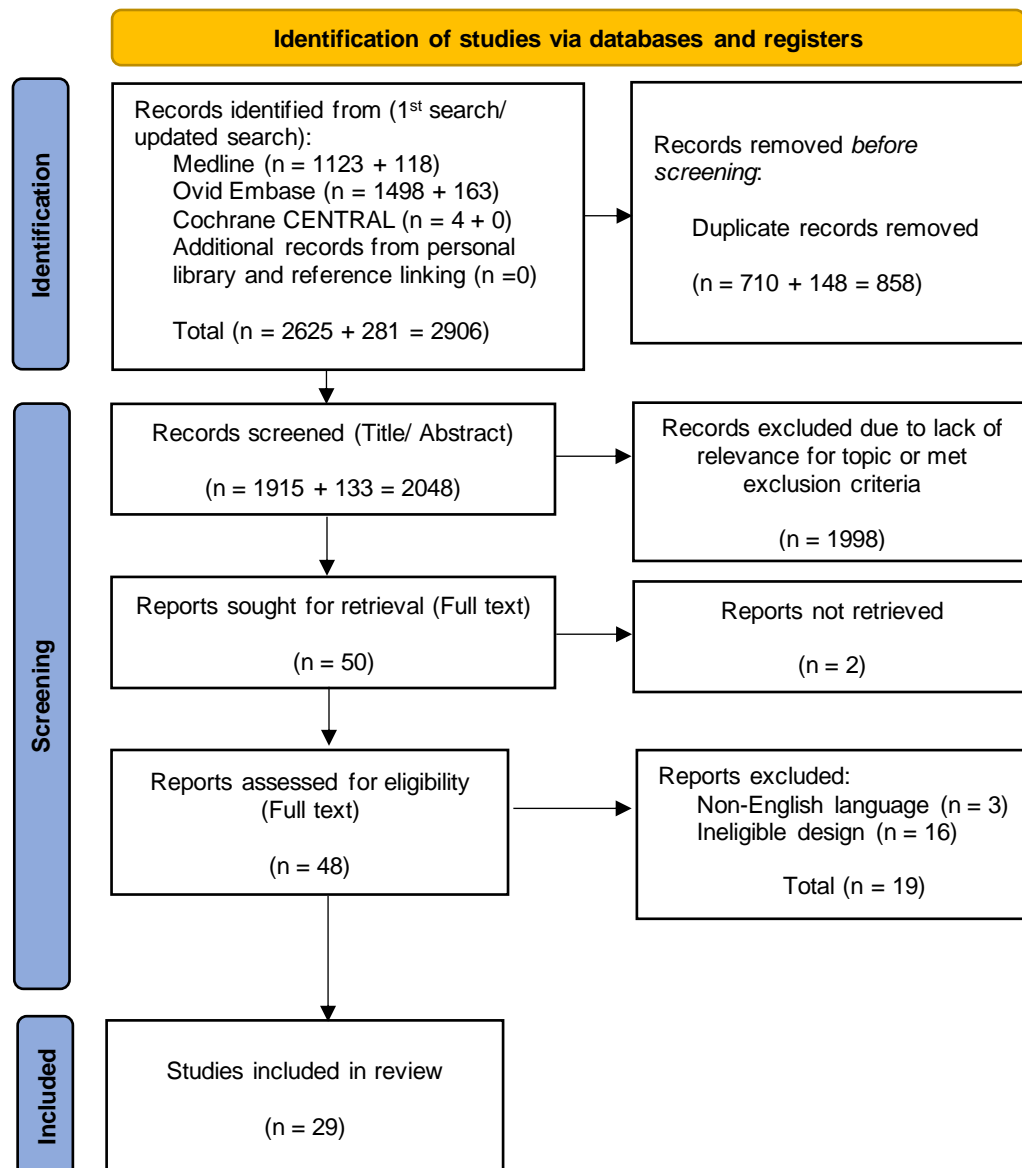 Identification of studies via databases and registers
Identification
Records identified from (1st search/
updated search):
Medline (n = 1123 + 118)
Ovid Embase (n = 1498 + 163)
Cochrane CENTRAL (n = 4 + 0)
Additional records from personal
library and reference linking (n =0)
Total (n = 2625 + 281 = 2906)
Records removed before
screening:
Duplicate records removed
(n = 710 + 148 = 858)
Screening
Records screened (Title/ Abstract)
(n = 1915 + 133 = 2048)
Records excluded due to lack of
relevance for topic or met
exclusion criteria
(n = 1998)
Reports sought for retrieval (Full text)
(n = 50)
Reports not retrieved
(n = 2)
Reports assessed for eligibility
(Full text)
(n = 48)
Reports excluded:
Non-English language (n = 3)
Ineligible design (n = 16)
Total (n = 19)
Included
Studies included in review
(n = 29)